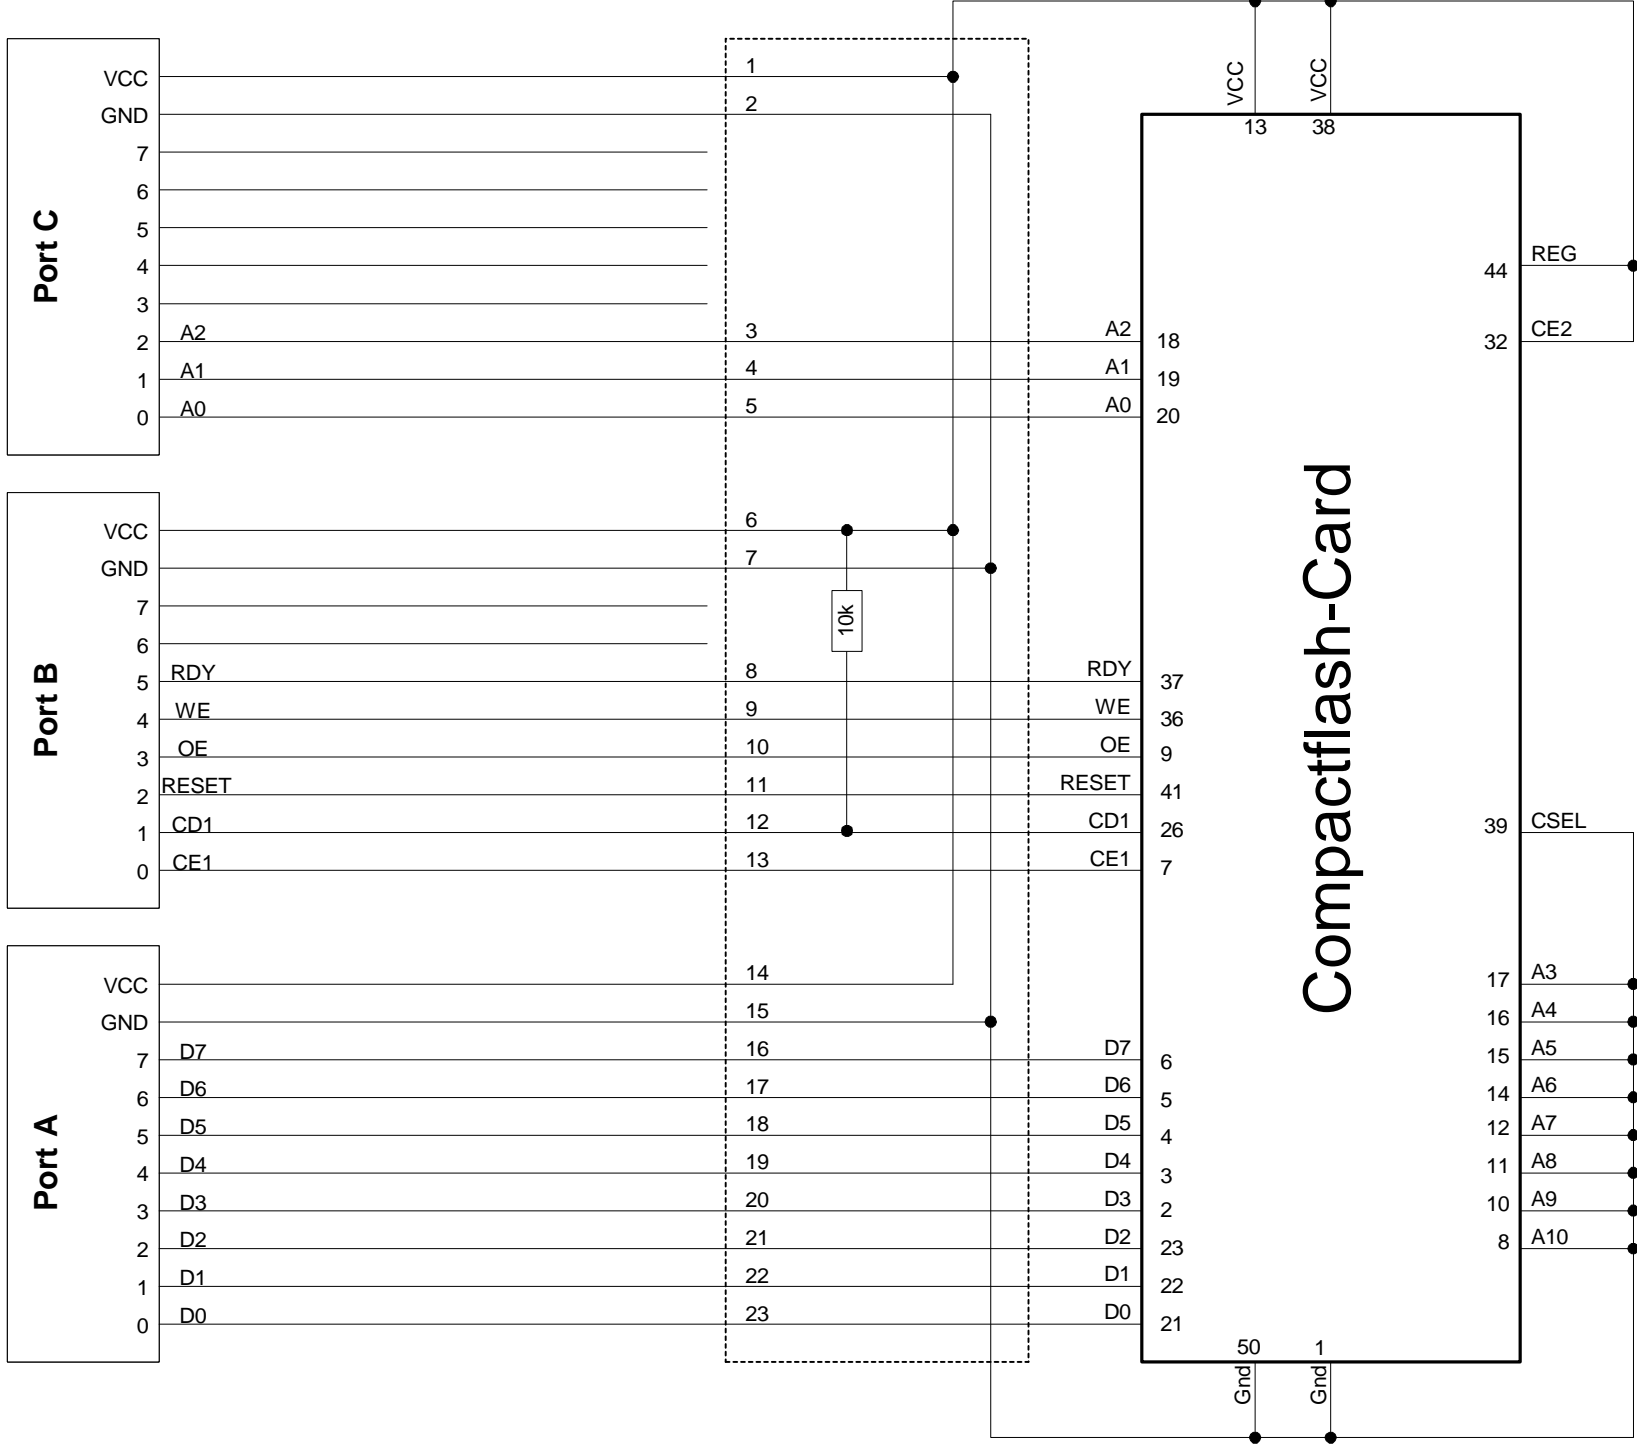 Port C
VCC 1
GND 2
7
6
5
4
3
2 A2 3 A2 18
1 A1 4 A1 19
0 A0 5 A0 20
Port B
VCC 6
GND 7
7
6
5 RDY 8 RDY 37
4 WE 9 WE 36
3 OE 10 OE 9
2 RESET 11 RESET 41
1 CD1 12 CD1 26
0 CE1 13 CE1 7
10k
Port A
VCC 14
GND 15
7 D7 16 D7 6
6 D6 17 D6 5
5 D5 18 D5 4
4 D4 19 D4 3
3 D3 20 D3 2
2 D2 21 D2 23
1 D1 22 D1 22
0 D0 23 D0 21
Compactflash-Card
VCC VCC
13 38
44 REG
32 CE2
39 CSEL
17 A3
16 A4
15 A5
14 A6
12 A7
11 A8
10 A9
8 A10
50 1
Gnd Gnd